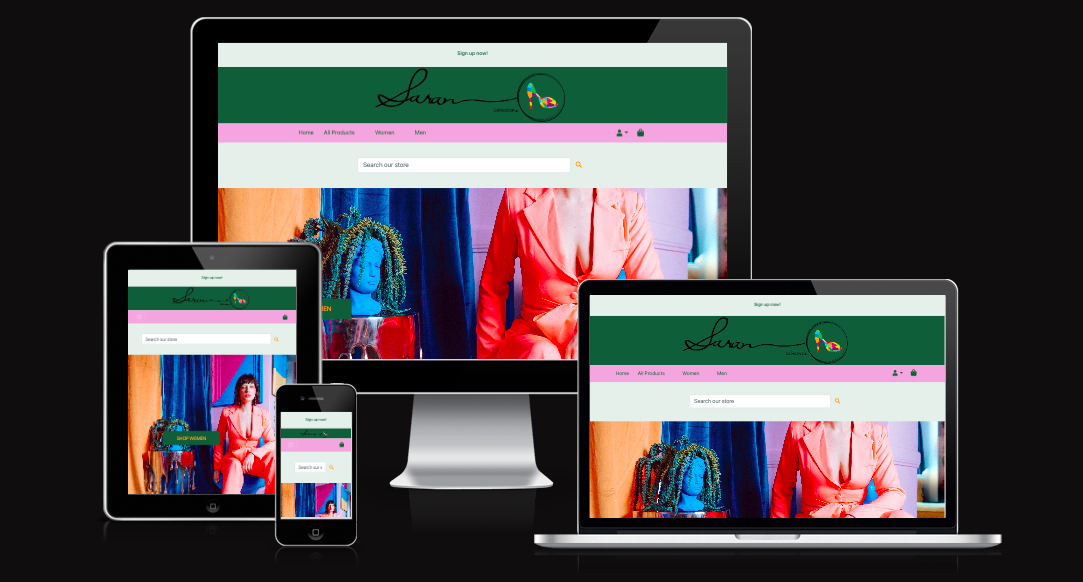 Sign up now!
Saran
Home All Products Women Men
Search our store
MEN
Sign up now!
Saran
Search our store
SHOP WOMEN
Sign up now!
Search our s
Sign up now!
Saran
Home All Products Women Men
Search our store